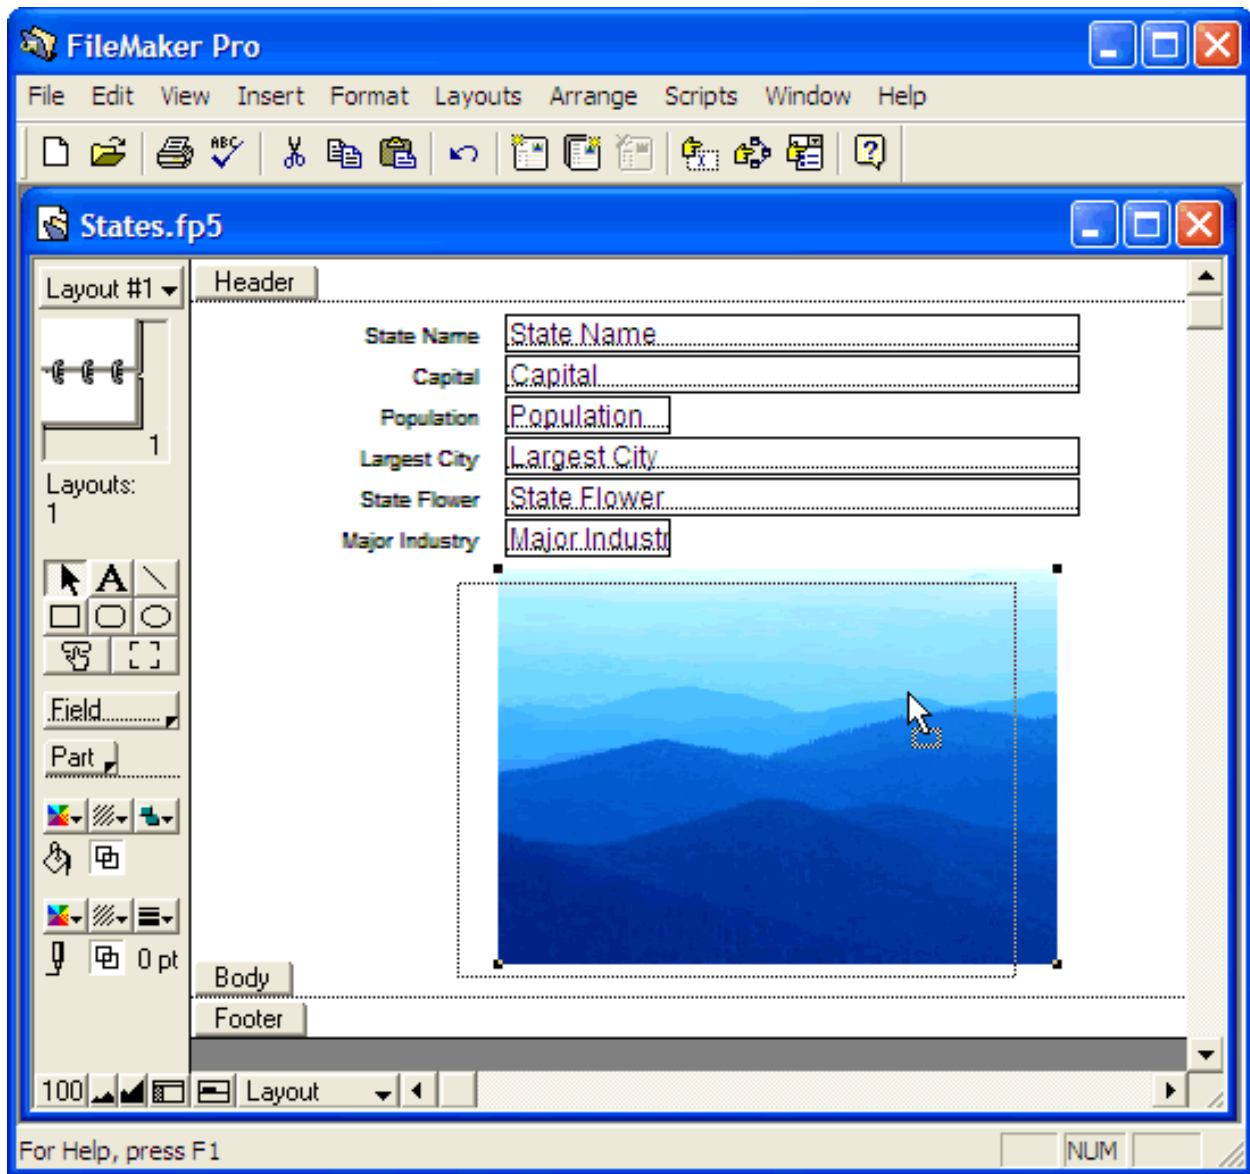 FileMaker Pro
File Edit View Insert Format Layouts Arrange Scripts Window Help
ABC
States.fp5
Layout #1
Header
State Name State Name
Capital Capital
Population Population
1
Largest City Largest City
Layouts:
State Flower State Flower
1
Major Industry Major Industr
A
Field
Part
0 pt
Body
Footer
100 Layout
For Help, press F1 NUM